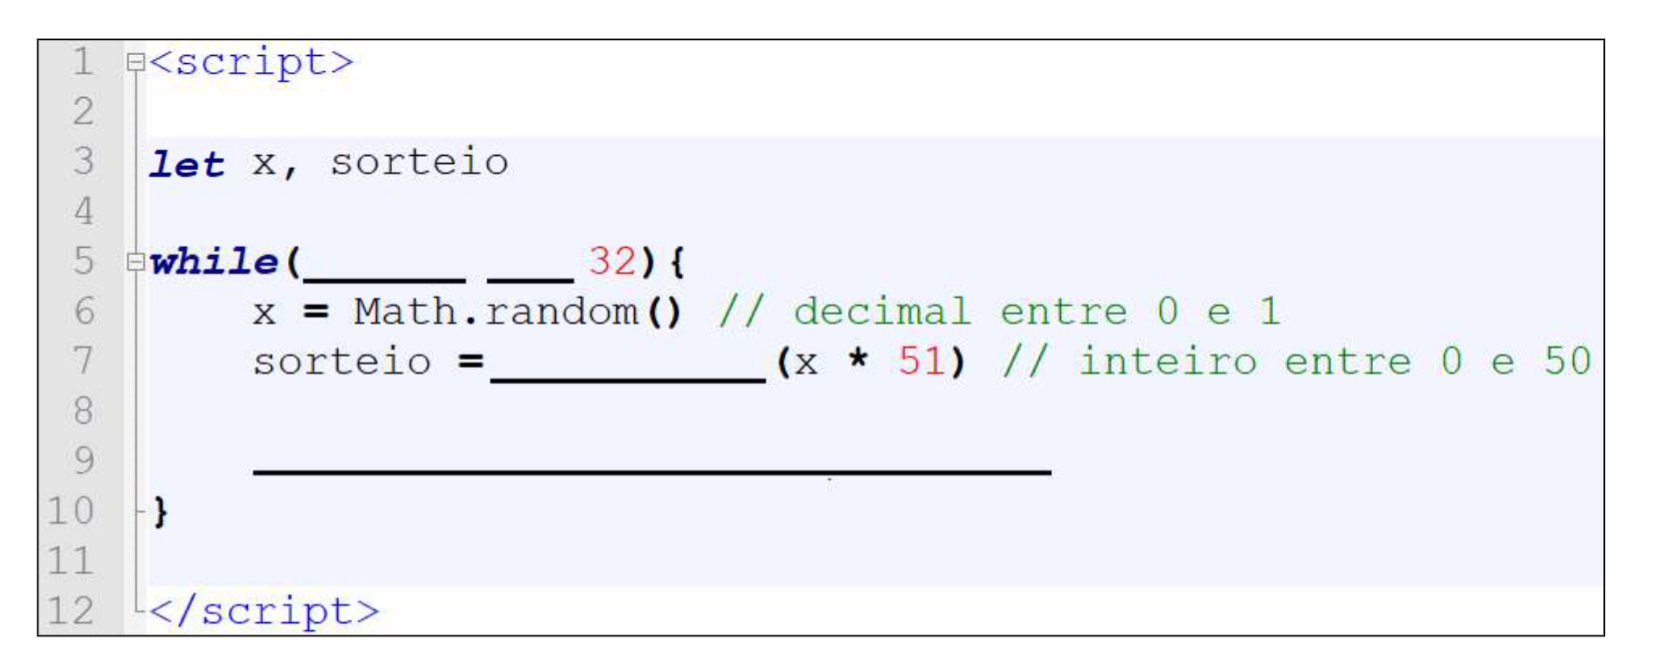 1 <script>
2
3 let x, sorteio
4
5 while(______ ___ 32){
6 x = Math.random() // decimal entre 0 e 1
7 sorteio =__________(x * 51) // inteiro entre 0 e 50
8
9 ______________________________
10 }
11
12 </script>